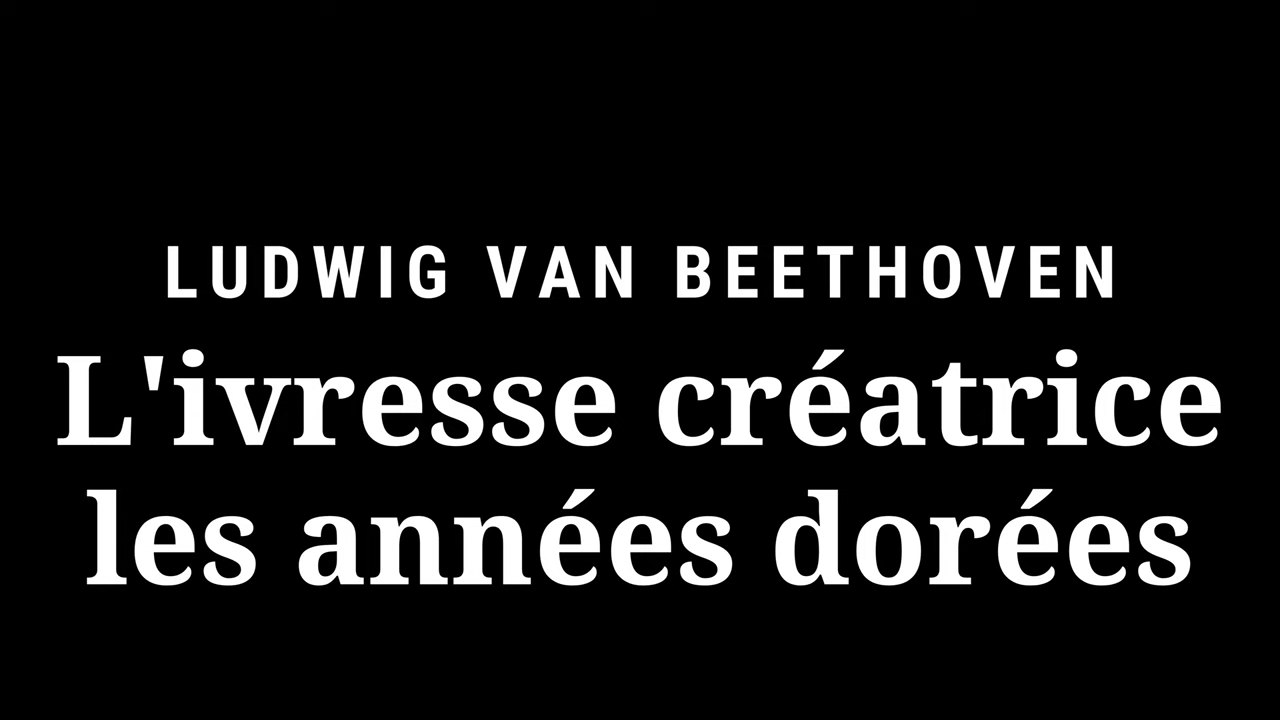 LUDWIG VAN BEETHOVEN
L'ivresse créatrice
les années dorées